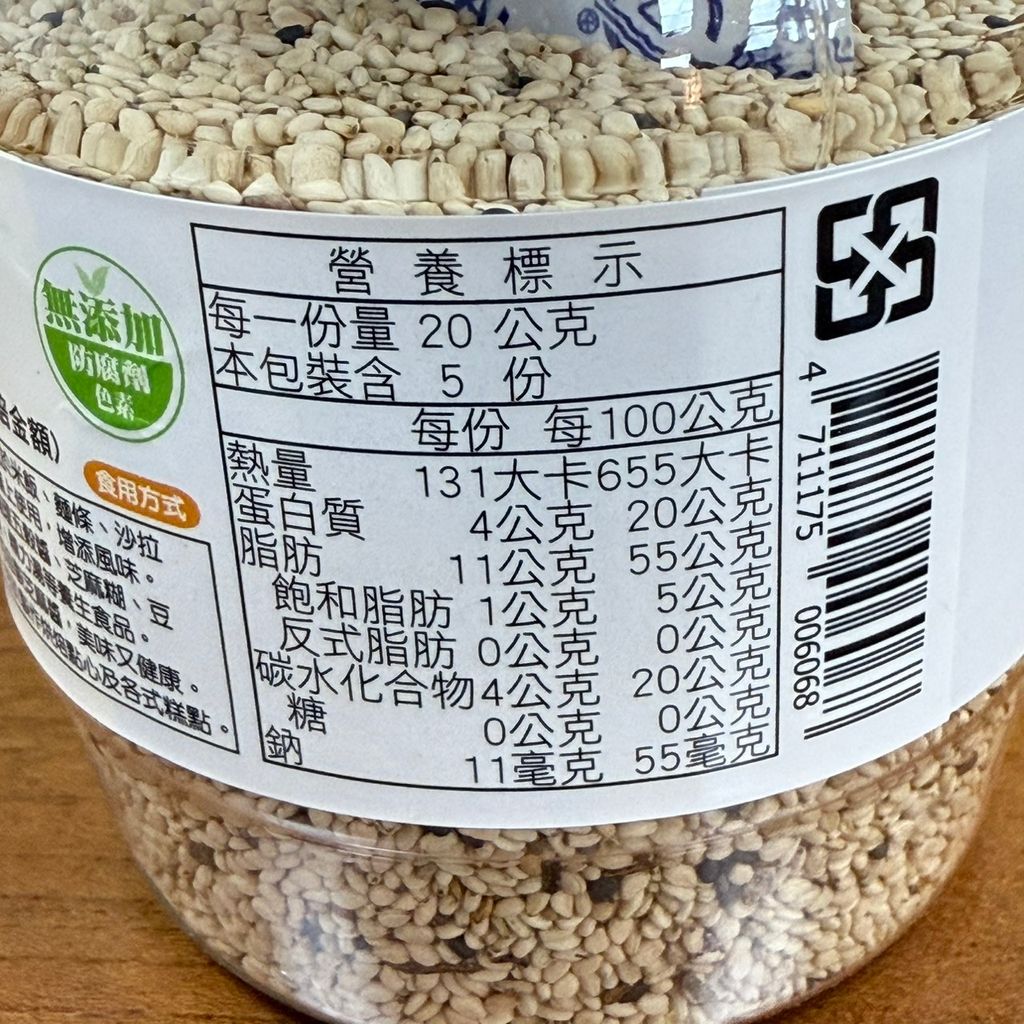 無添加
防腐劑
色素
金額)
食用方式
飯、麵條、沙拉
使用，增添風味。
芝麻糊、豆
養生食品。
美味又健康。
點心及各式糕點。
營養標示
每一份量 20 公克
本包裝含 5 份
每份 每100公克
熱量 131大卡 655大卡
蛋白質 4公克 20公克
脂肪 11公克 55公克
飽和脂肪 1公克 5公克
反式脂肪 0公克 0公克
碳水化合物 4公克 20公克
糖 0公克 0公克
鈉 11毫克 55毫克
4 711175 006068